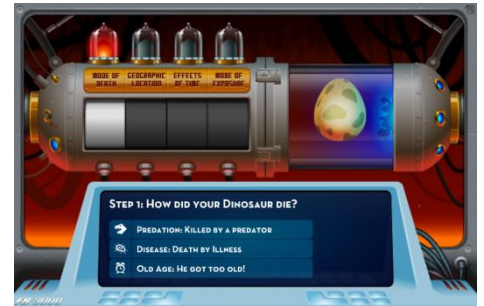 MODE OF DEATH
GEOGRAPHIC LOCATION
EFFECTS OF TIME
MODE OF EXPOSURE
STEP 1: HOW DID YOUR DINOSAUR DIE?
PREDATION: KILLED BY A PREDATOR
DISEASE: DEATH BY ILLNESS
OLD AGE: HE GOT TOO OLD!